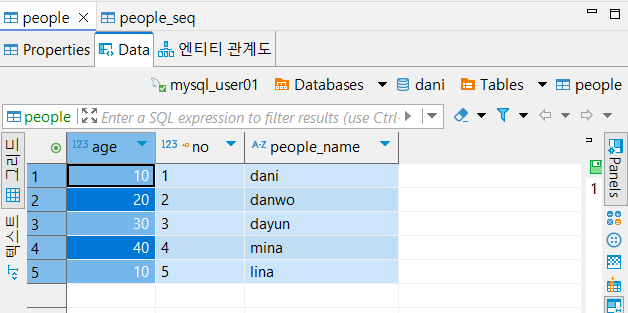 people people_seq
Properties Data 엔티티 관계도
mysql_user01 Databases dani Tables people
people Enter a SQL expression to filter results (use Ctrl-
그리드
텍스트
123 age 123 no A-Z people_name
1 10 1 dani
2 20 2 danwo
3 30 3 dayun
4 40 4 mina
5 10 5 lina
Panels
1